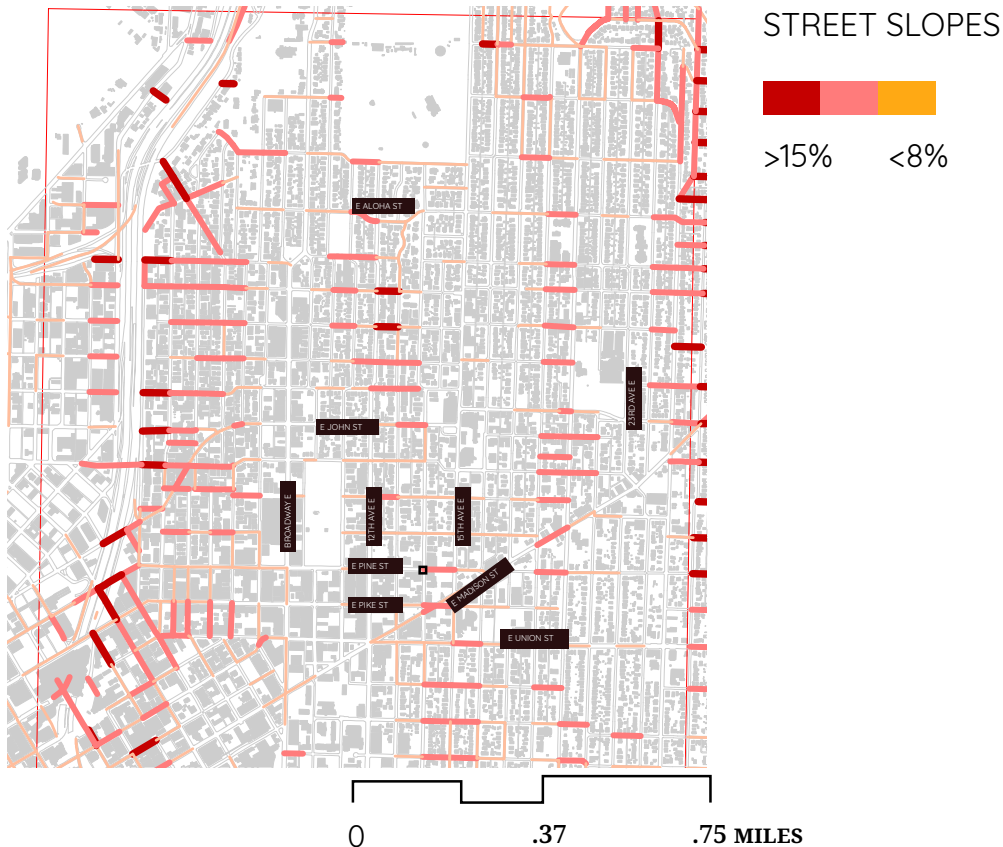 STREET SLOPES
>15%
<8%
E ALOHA ST
23RD AVE E
E JOHN ST
BROADWAY E
12TH AVE E
15TH AVE E
E PINE ST
E MADISON ST
E PIKE ST
E UNION ST
0
.37
.75 MILES